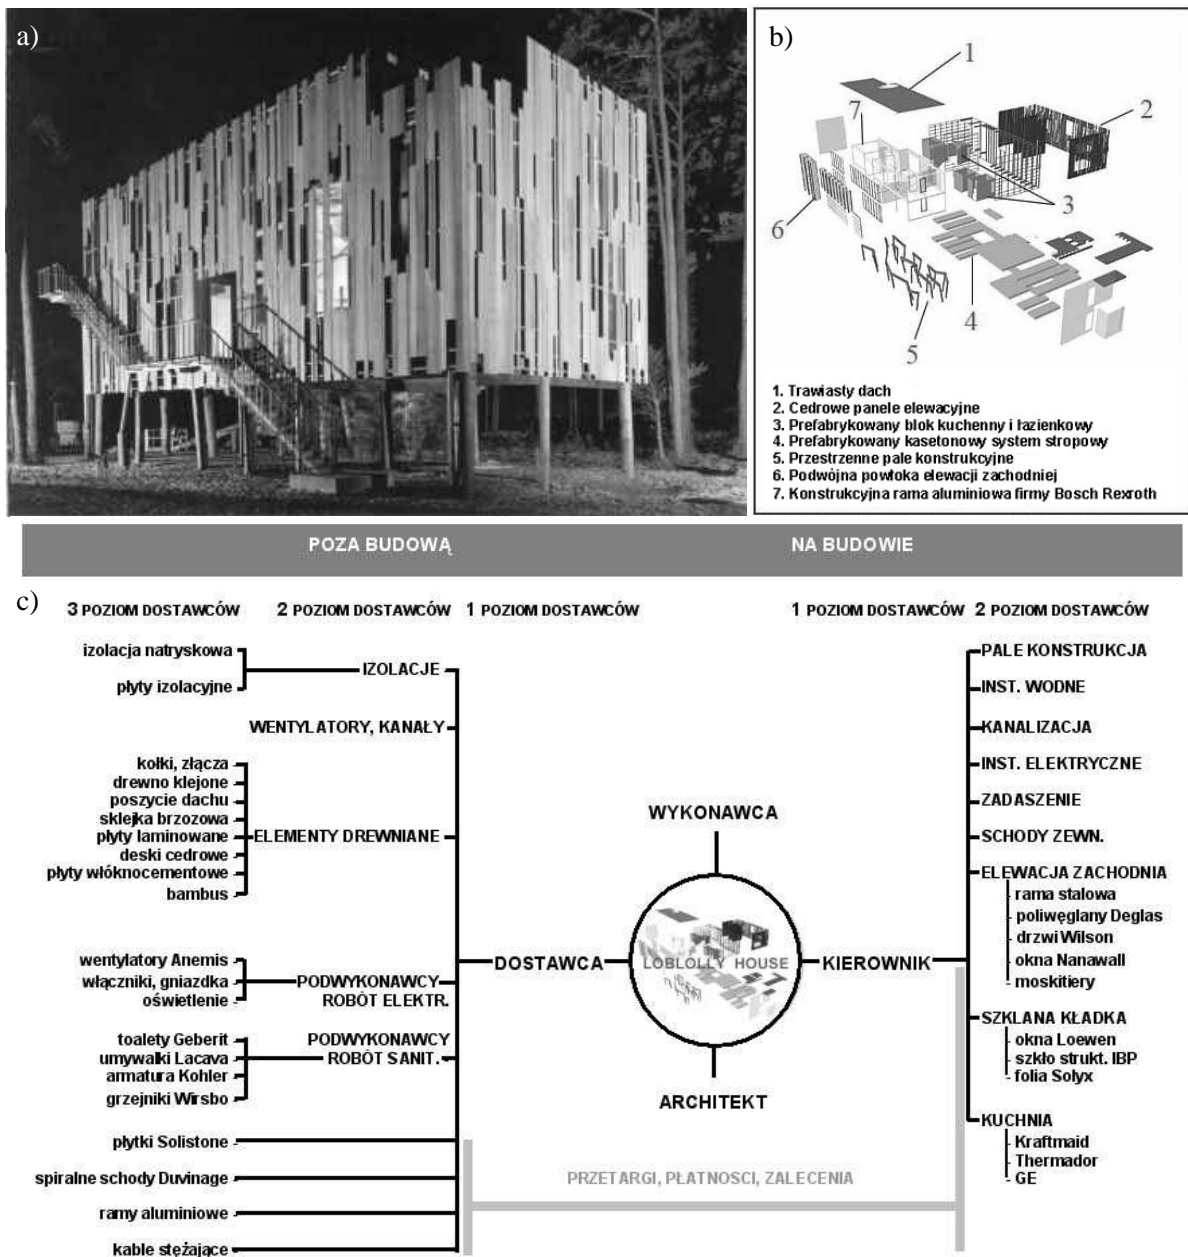 a)
b)
1
2
3
4
5
6
7
1. Trawiasty dach
2. Cedrowe panele elewacyjne
3. Prefabrykowany blok kuchenny i łazienkowy
4. Prefabrykowany kasetonowy system stropowy
5. Przestrzenne pale konstrukcyjne
6. Podwójna powłoka elewacji zachodniej
7. Konstrukcyjna rama aluminiowa firmy Bosch Rexroth
POZA BUDOWĄ
NA BUDOWIE
c)
3 POZIOM DOSTAWCÓW
2 POZIOM DOSTAWCÓW
1 POZIOM DOSTAWCÓW
1 POZIOM DOSTAWCÓW
2 POZIOM DOSTAWCÓW
izolacja natryskowa
płyty izolacyjne
IZOLACJE
WENTYLATORY, KANAŁY
kołki, złącza
drewno klejone
poszycie dachu
sklejka brzozowa
płyty laminowane
deski cedrowe
płyty włóknocementowe
bambus
ELEMENTY DREWNIANE
wentylatory Anemis
włączniki, gniazdka
oświetlenie
PODWYKONAWCY
ROBÓT ELEKTR.
toalety Geberit
umywalki Lacava
armatura Kohler
grzejniki Wirsbo
PODWYKONAWCY
ROBÓT SANIT.
płytki Solistone
spiralne schody Duvinage
ramy aluminiowe
kable stężające
WYKONAWCA
DOSTAWCA
LOBLOLLY HOUSE
KIEROWNIK
ARCHITEKT
PRZETARGI, PŁATNOSCI, ZALECENIA
PALE KONSTRUKCJA
INST. WODNE
KANALIZACJA
INST. ELEKTRYCZNE
ZADASZENIE
SCHODY ZEWN.
ELEWACJA ZACHODNIA
rama stalowa
poliwęglany Deglas
drzwi Wilson
okna Nanawall
moskitiery
SZKLANA KŁADKA
okna Loewen
szkło strukt. IBP
folia Solyx
KUCHNIA
Kraftmaid
Thermador
GE